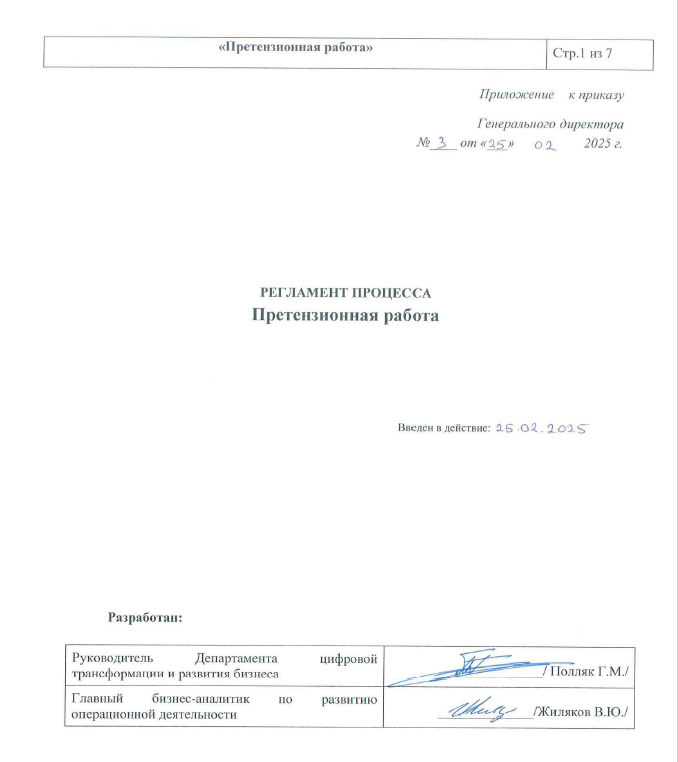 «Претензионная работа» Стр.1 из 7
Приложение к приказу
Генерального директора
№ 3 от «25» 02 2025 г.
РЕГЛАМЕНТ ПРОЦЕССА
Претензионная работа
Введен в действие: 25.02.2025
Разработан:
Руководитель Департамента цифровой
трансформации и развития бизнеса
/ Полляк Г.М./
Главный бизнес-аналитик по развитию
операционной деятельности
/Жиляков В.Ю./